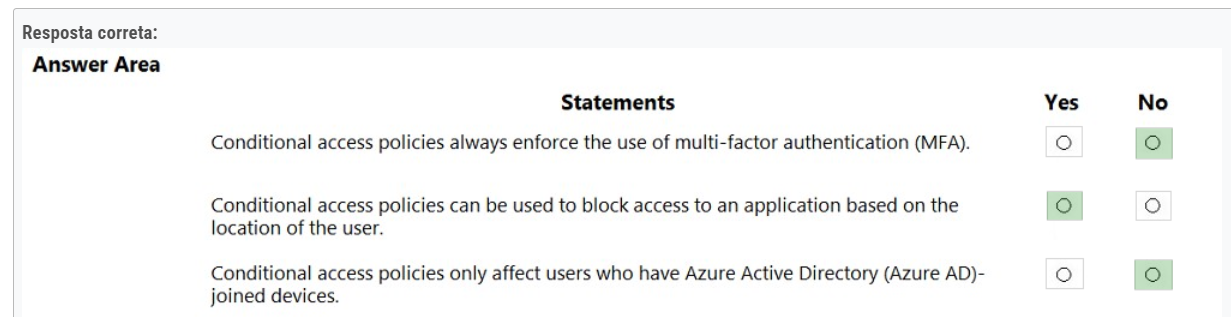 Resposta correta:
Answer Area
Statements Yes No
Conditional access policies always enforce the use of multi-factor authentication (MFA).
Conditional access policies can be used to block access to an application based on the
location of the user.
Conditional access policies only affect users who have Azure Active Directory (Azure AD)-
joined devices.